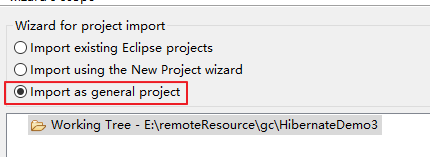 Wizard for project import
Import existing Eclipse projects
Import using the New Project wizard
Import as general project
Working Tree - E:\remoteResource\gc\HibernateDemo3